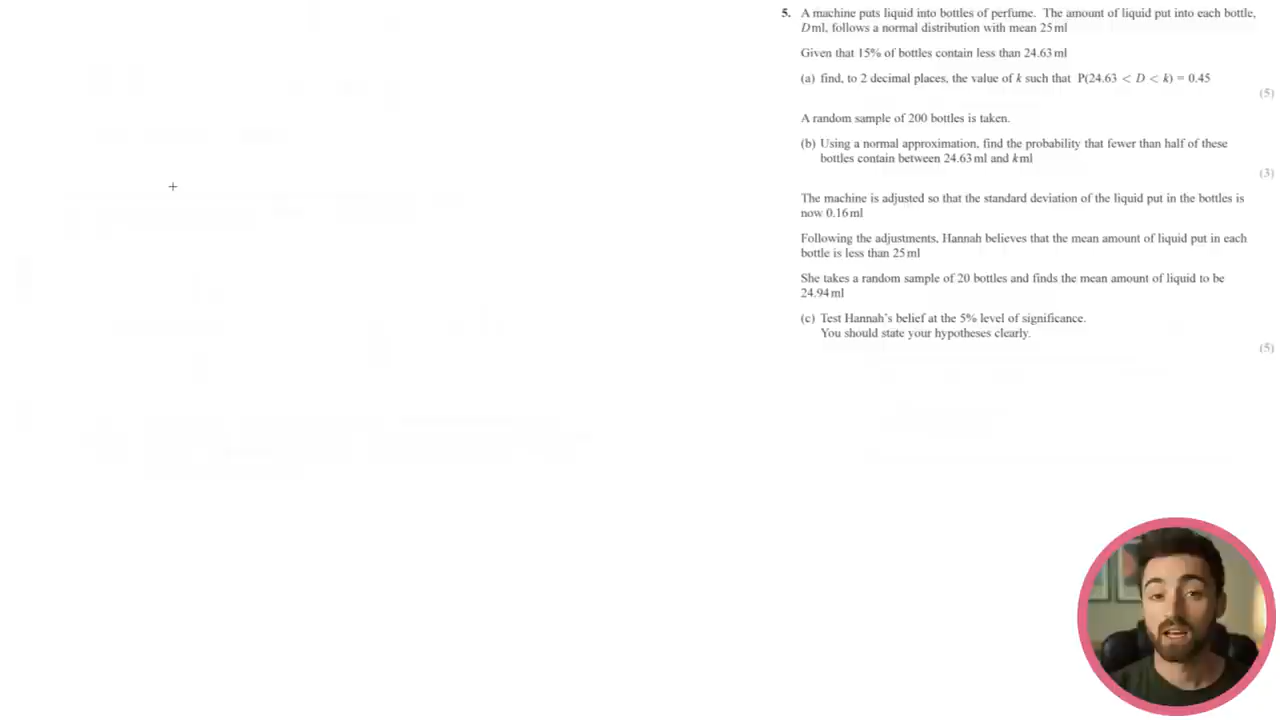 5. A machine puts liquid into bottles of perfume. The amount of liquid put into each bottle,
D ml, follows a normal distribution with mean 25 ml
Given that 15% of bottles contain less than 24.63 ml
(a) find, to 2 decimal places, the value of k such that P(24.63 < D < k) = 0.45
(5)
A random sample of 200 bottles is taken.
(b) Using a normal approximation, find the probability that fewer than half of these
bottles contain between 24.63 ml and k ml
(3)
The machine is adjusted so that the standard deviation of the liquid put in the bottles is
now 0.16 ml
Following the adjustments, Hannah believes that the mean amount of liquid put in each
bottle is less than 25 ml
She takes a random sample of 20 bottles and finds the mean amount of liquid to be
24.94 ml
(c) Test Hannah's belief at the 5% level of significance.
You should state your hypotheses clearly.
(5)